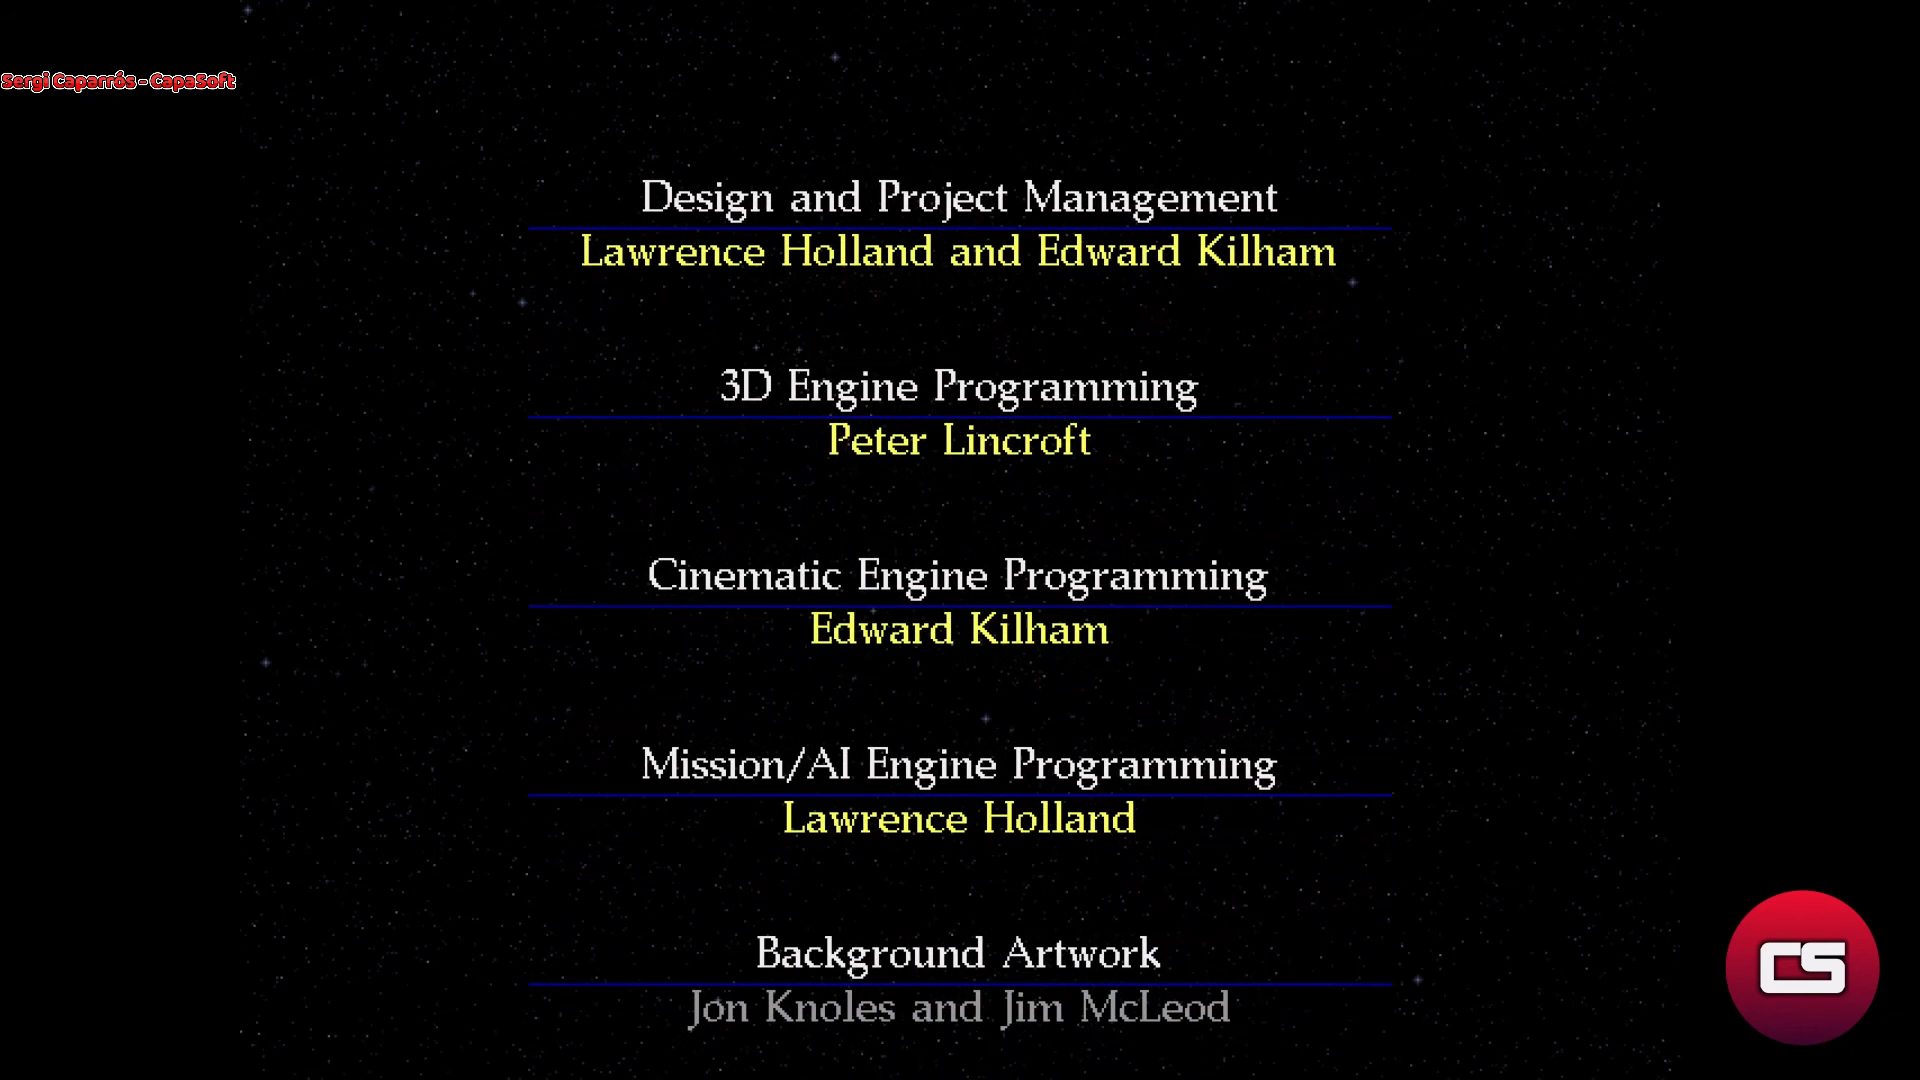 Sergi Caparrós - CapaSoft
Design and Project Management
Lawrence Holland and Edward Kilham
3D Engine Programming
Peter Lincroft
Cinematic Engine Programming
Edward Kilham
Mission/AI Engine Programming
Lawrence Holland
Background Artwork
Jon Knoles and Jim McLeod
CS